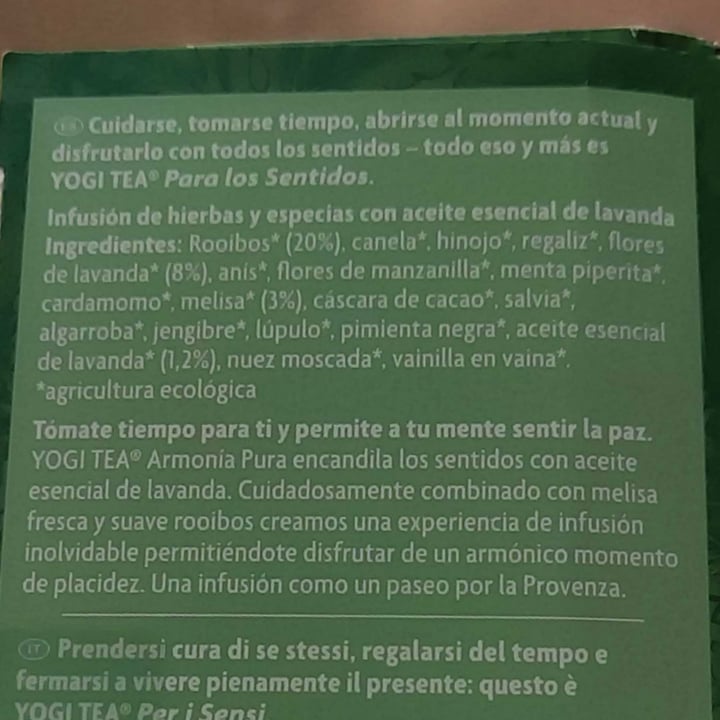 ES Cuidarse, tomarse tiempo, abrirse al momento actual y
disfrutarlo con todos los sentidos – todo eso y más es
YOGI TEA® Para los Sentidos.
Infusión de hierbas y especias con aceite esencial de lavanda
Ingredientes: Rooibos* (20%), canela*, hinojo*, regaliz*, flores
de lavanda* (8%), anís*, flores de manzanilla*, menta piperita*,
cardamomo*, melisa* (3%), cáscara de cacao*, salvia*,
algarroba*, jengibre*, lúpulo*, pimienta negra*, aceite esencial
de lavanda* (1,2%), nuez moscada*, vainilla en vaina*.
*agricultura ecológica
Tómate tiempo para ti y permite a tu mente sentir la paz.
YOGI TEA® Armonía Pura encandila los sentidos con aceite
esencial de lavanda. Cuidadosamente combinado con melisa
fresca y suave rooibos creamos una experiencia de infusión
inolvidable permitiéndote disfrutar de un armónico momento
de placidez. Una infusión como un paseo por la Provenza.
IT Prendersi cura di se stessi, regalarsi del tempo e
fermarsi a vivere pienamente il presente: questo è
YOGI TEA® Per i Sensi.